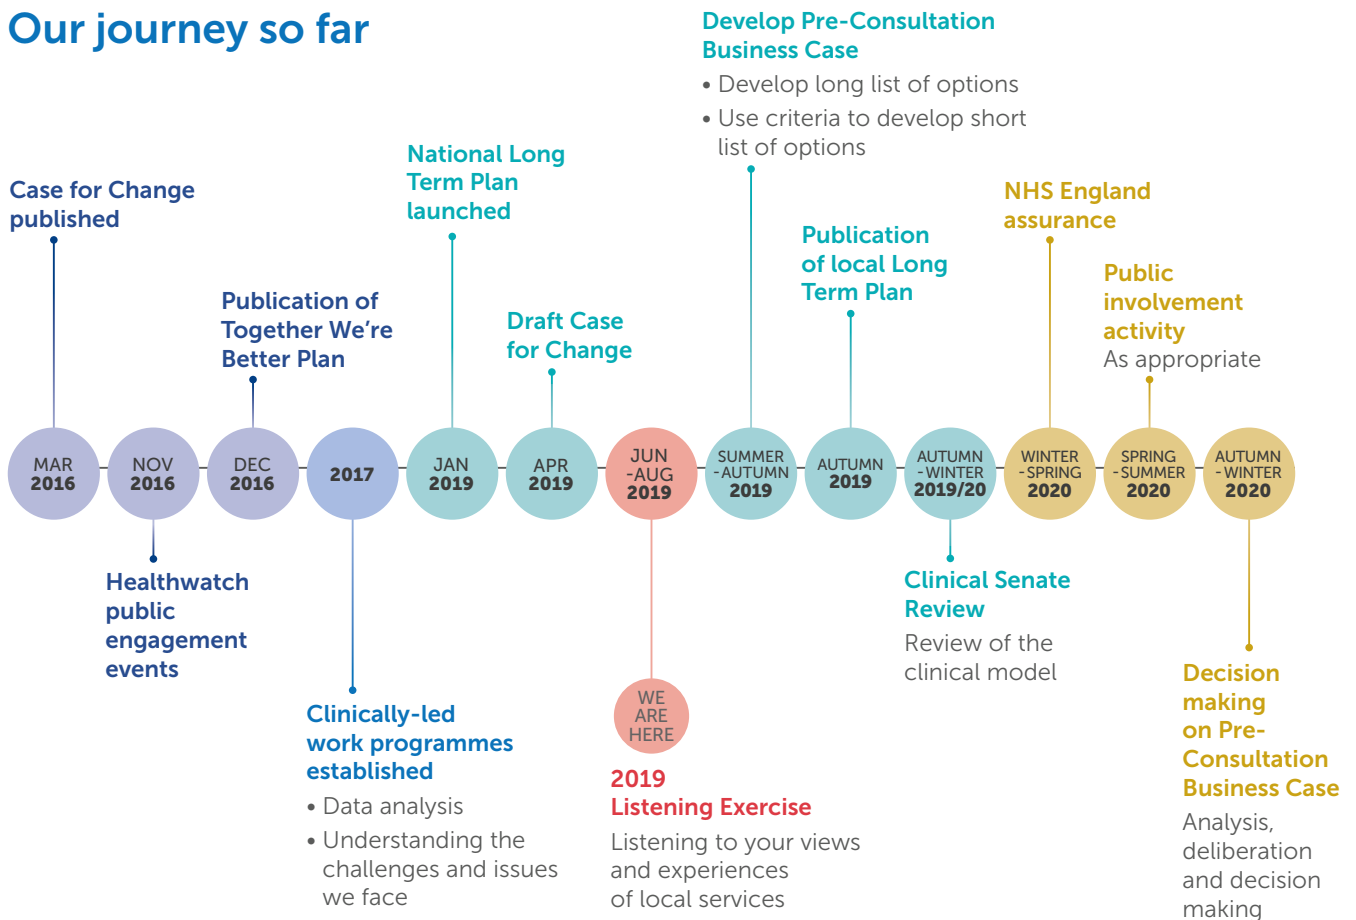 Our journey so far
Develop Pre-Consultation
Business Case
• Develop long list of options
• Use criteria to develop short
list of options
National Long
Term Plan
launched
Case for Change
published
NHS England
assurance
Publication
of local Long
Term Plan
Public
involvement
activity
As appropriate
Publication of
Together We’re
Better Plan
Draft Case
for Change
MAR
2016
NOV
2016
DEC
2016
2017
JAN
2019
APR
2019
JUN
-AUG
2019
SUMMER
-AUTUMN
2019
AUTUMN
2019
AUTUMN
-WINTER
2019/20
WINTER
-SPRING
2020
SPRING
-SUMMER
2020
AUTUMN
-WINTER
2020
Healthwatch
public
engagement
events
Clinical Senate
Review
Review of the
clinical model
Clinically-led
work programmes
established
• Data analysis
• Understanding the
challenges and issues
we face
WE
ARE
HERE
2019
Listening Exercise
Listening to your views
and experiences
of local services
Decision
making
on Pre-
Consultation
Business Case
Analysis,
deliberation
and decision
making